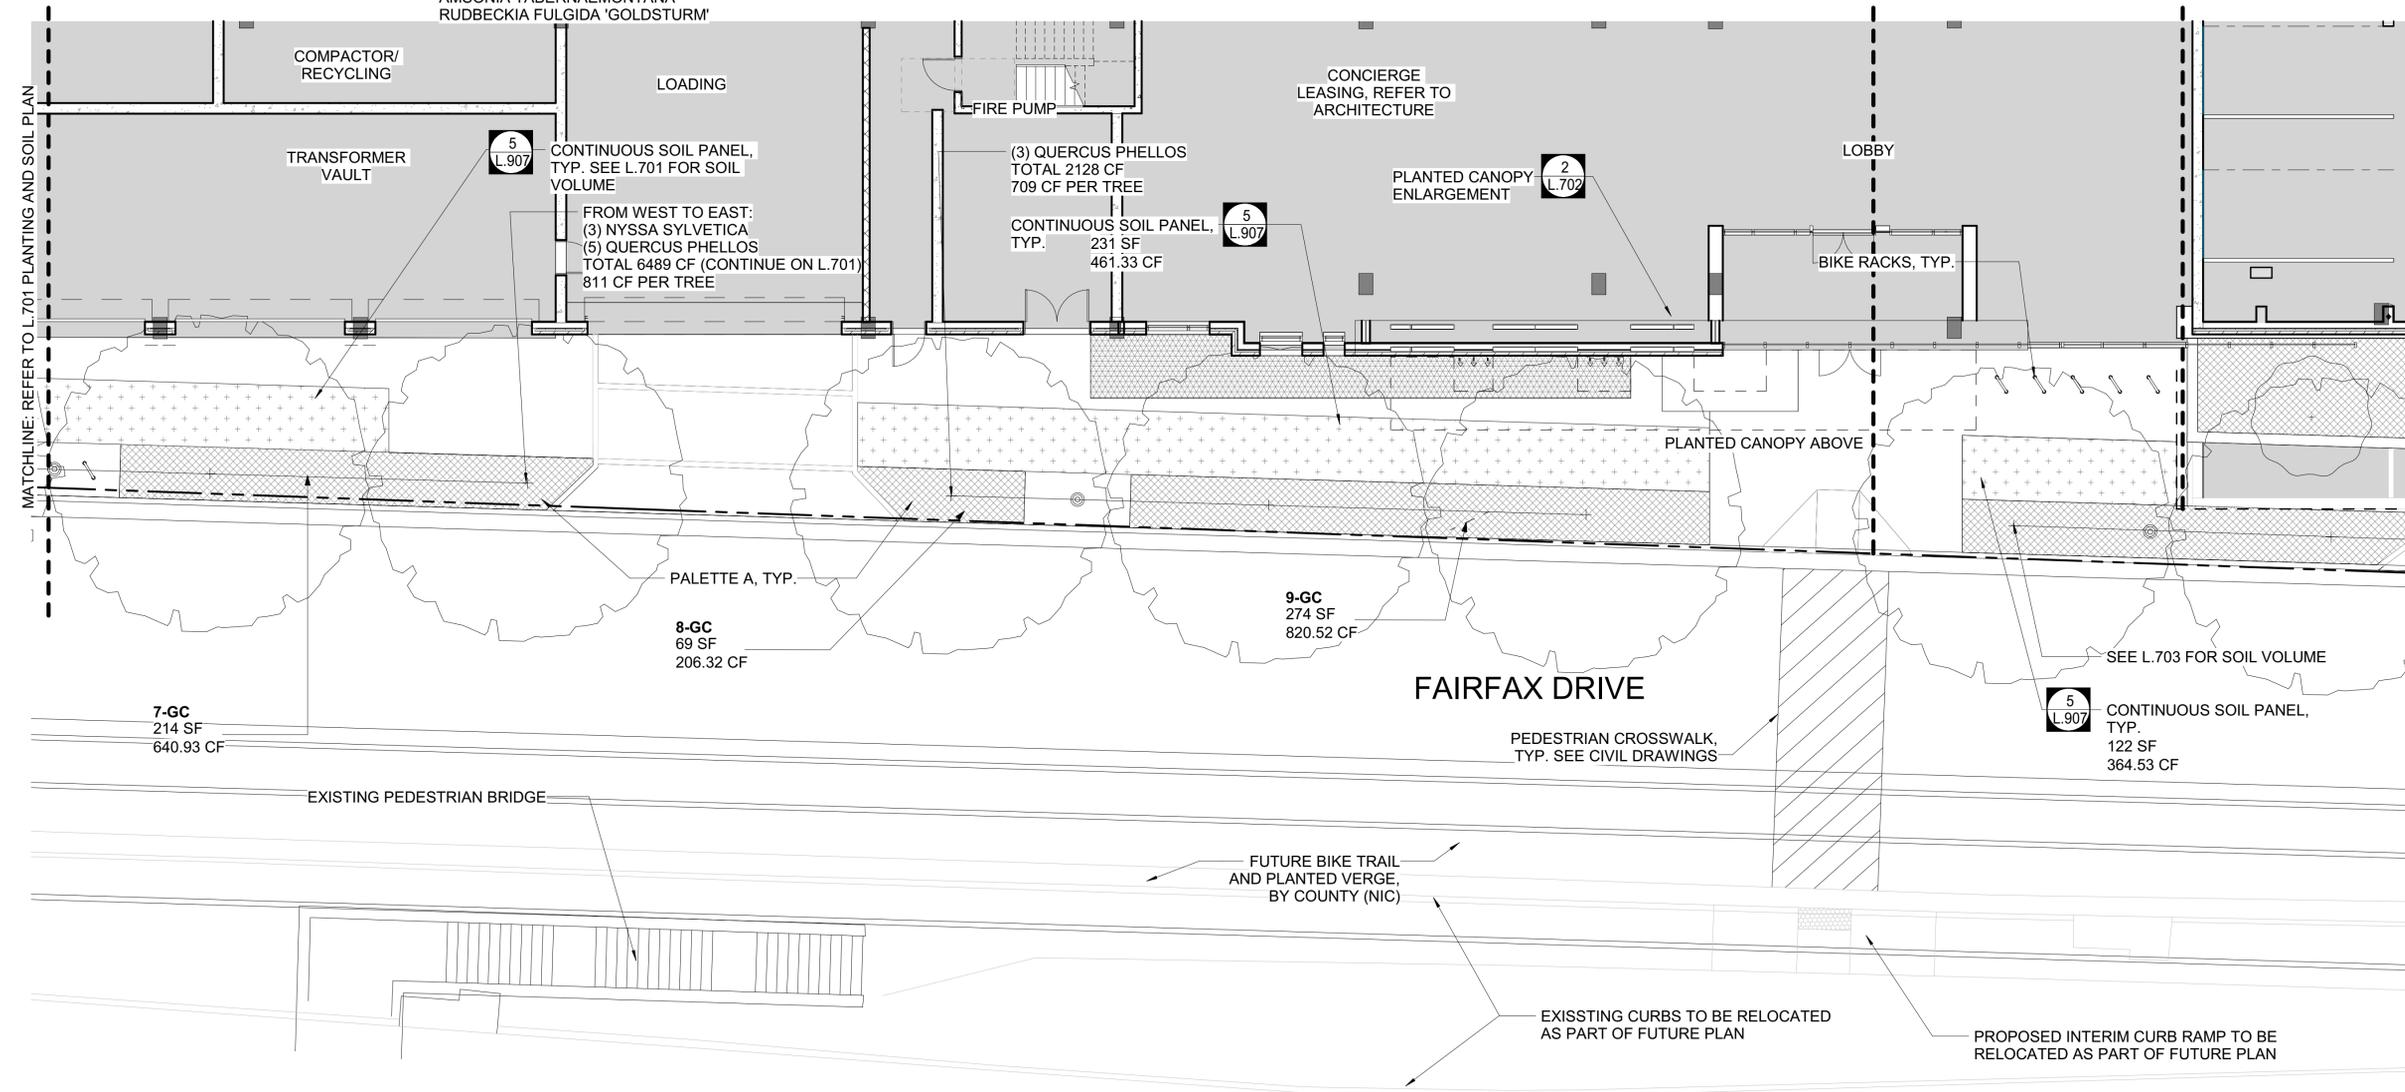 RUDBECKIA FULGIDA 'GOLDSTURM'
COMPACTOR/
RECYCLING
LOADING
FIRE PUMP
CONCIERGE
LEASING, REFER TO
ARCHITECTURE
LOBBY
MATCHLINE: REFER TO L.701 PLANTING AND SOIL PLAN
TRANSFORMER
VAULT
5
L.907
CONTINUOUS SOIL PANEL,
TYP. SEE L.701 FOR SOIL
VOLUME
FROM WEST TO EAST:
(3) NYSSA SYLVETICA
(5) QUERCUS PHELLOS
TOTAL 6489 CF (CONTINUE ON L.701)
811 CF PER TREE
(3) QUERCUS PHELLOS
TOTAL 2128 CF
709 CF PER TREE
CONTINUOUS SOIL PANEL,
TYP.
231 SF
461.33 CF
5
L.907
PLANTED CANOPY
ENLARGEMENT
2
L.702
BIKE RACKS, TYP.
PLANTED CANOPY ABOVE
PALETTE A, TYP.
8-GC
69 SF
206.32 CF
9-GC
274 SF
820.52 CF
7-GC
214 SF
640.93 CF
FAIRFAX DRIVE
SEE L.703 FOR SOIL VOLUME
5
L.907
CONTINUOUS SOIL PANEL,
TYP.
122 SF
364.53 CF
PEDESTRIAN CROSSWALK,
TYP. SEE CIVIL DRAWINGS
EXISTING PEDESTRIAN BRIDGE
FUTURE BIKE TRAIL
AND PLANTED VERGE,
BY COUNTY (NIC)
EXISSTING CURBS TO BE RELOCATED
AS PART OF FUTURE PLAN
PROPOSED INTERIM CURB RAMP TO BE
RELOCATED AS PART OF FUTURE PLAN